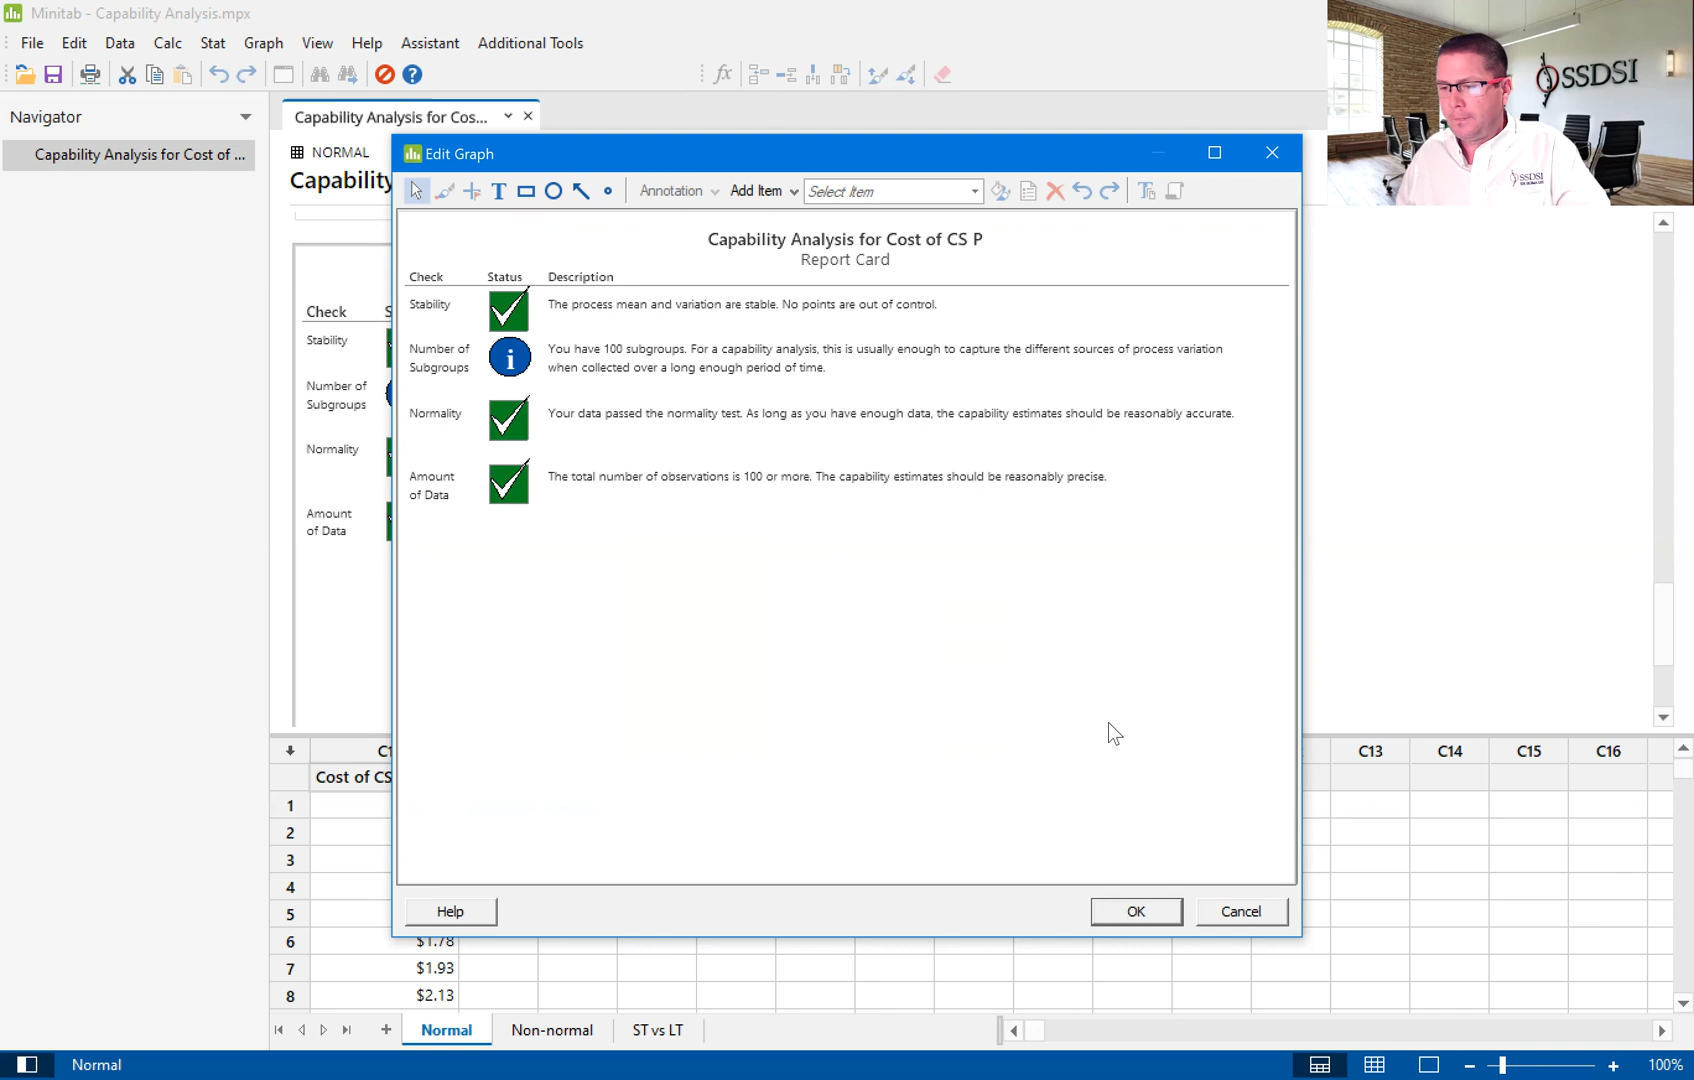 Minitab - Capability Analysis.mpx
File Edit Data Calc Stat Graph View Help Assistant Additional Tools
SSDSI
SSDSI
Navigator
Capability Analysis for Cos...
Capability Analysis for Cost of ...
NORMAL
Capability
Edit Graph
Annotation Add Item Select Item
Capability Analysis for Cost of CS P
Report Card
Check Status Description
Stability The process mean and variation are stable. No points are out of control.
Number of Subgroups
You have 100 subgroups. For a capability analysis, this is usually enough to capture the different sources of process variation
when collected over a long enough period of time.
Normality Your data passed the normality test. As long as you have enough data, the capability estimates should be reasonably accurate.
Amount of Data
The total number of observations is 100 or more. The capability estimates should be reasonably precise.
Check S
Stability
Number of
Subgroups
Normality
Amount
of Data
Help OK Cancel
C1 C13 C14 C15 C16
Cost of CS
1
2
3
4
5
6 $1.78
7 $1.93
8 $2.13
Normal Non-normal ST vs LT
Normal 100%